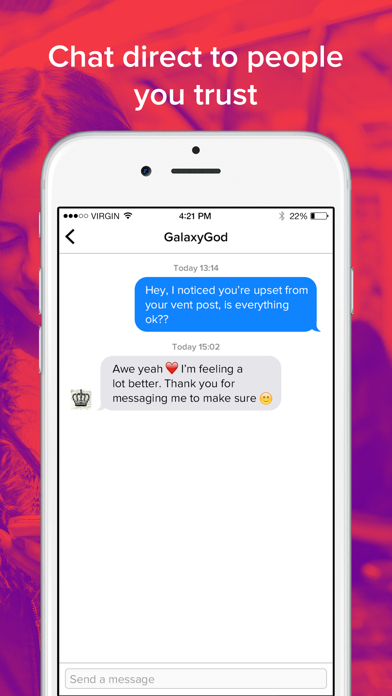 Chat direct to people
you trust
VIRGIN
4:21 PM
22%
GalaxyGod
Today 13:14
Hey, I noticed you're upset from
your vent post, is everything
ok??
Today 15:02
Awe yeah ❤️ I'm feeling a
lot better. Thank you for
messaging me to make sure 🙂
Send a message